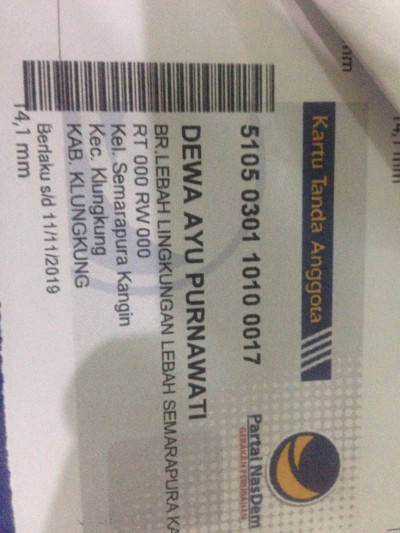 Kartu Tanda Anggota
Partai NasDem
GERAKAN PERUBAHAN
5105 0301 1010 0017
DEWA AYU PURNAWATI
BR.LEBAH LINGKUNGAN LEBAH SEMARAPURA KA
RT 000 RW 000
Kel. Semarapura Kangin
Kec. Klungkung
KAB. KLUNGKUNG
Berlaku s/d 11/11/2019
14,1 mm
mm
14,1 mm